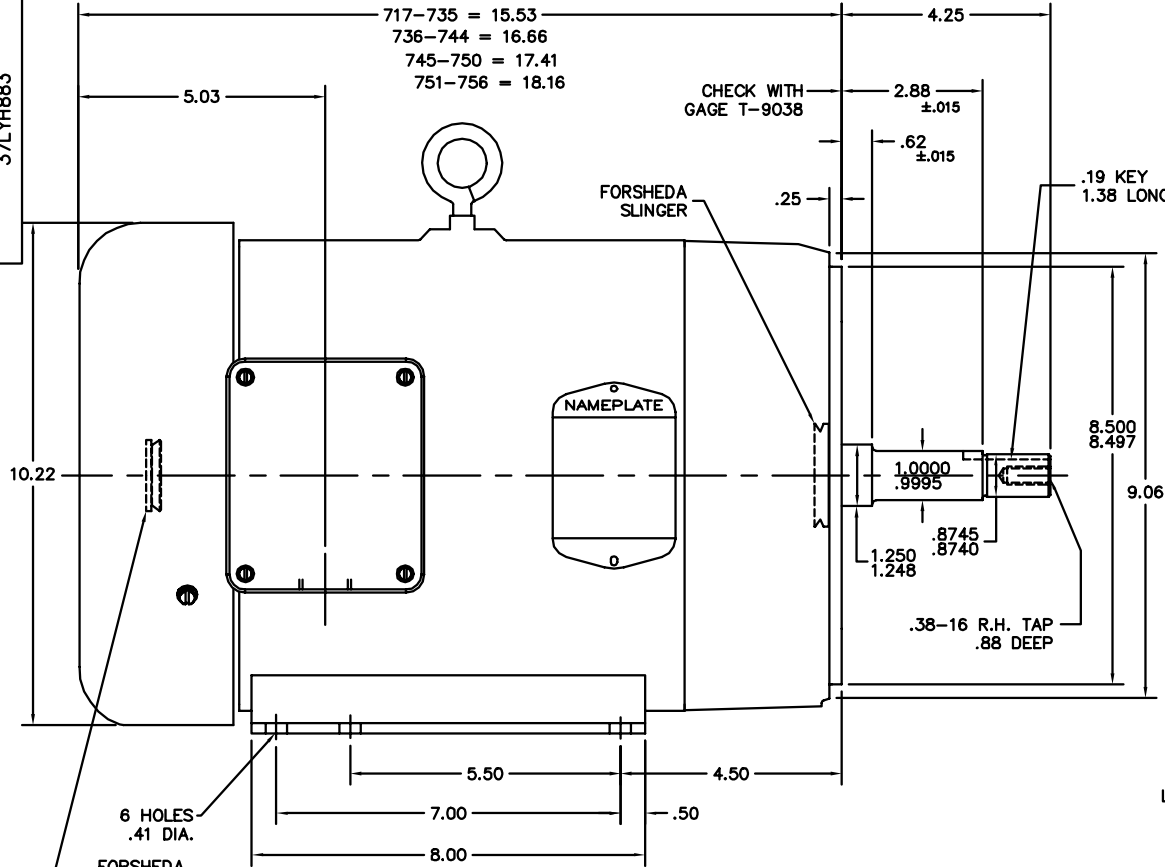 717-735 = 15.53
736-744 = 16.66
745-750 = 17.41
751-756 = 18.16
4.25
37LYH883
5.03
CHECK WITH
GAGE T-9038
2.88
±.015
.62
±.015
FORSHEDA
SLINGER
.25
.19 KEY
1.38 LONG
NAMEPLATE
8.500
8.497
10.22
1.0000
.9995
9.06
.8745
.8740
1.250
1.248
.38-16 R.H. TAP
.88 DEEP
5.50
4.50
6 HOLES
.41 DIA.
7.00
.50
FORSHEDA
8.00